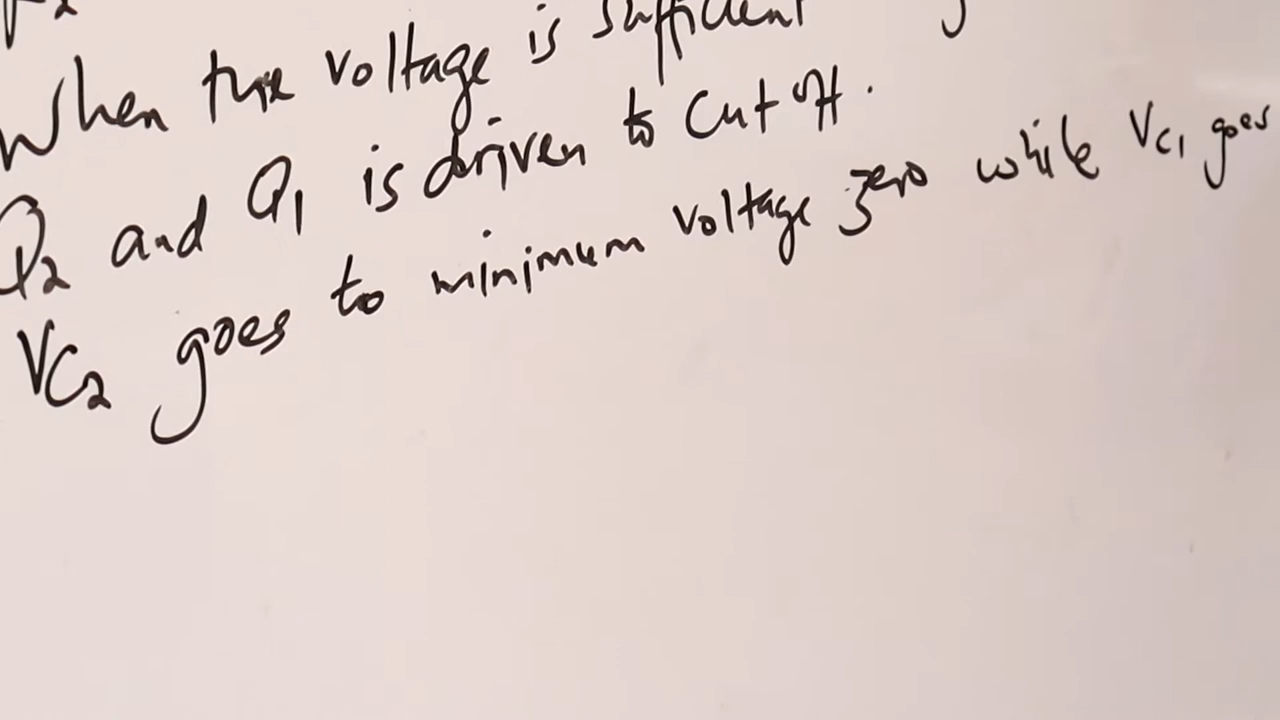 When the voltage is sufficient
Q2 and Q1 is driven to cut off.
VC2 goes to minimum voltage zero while VC1 goes